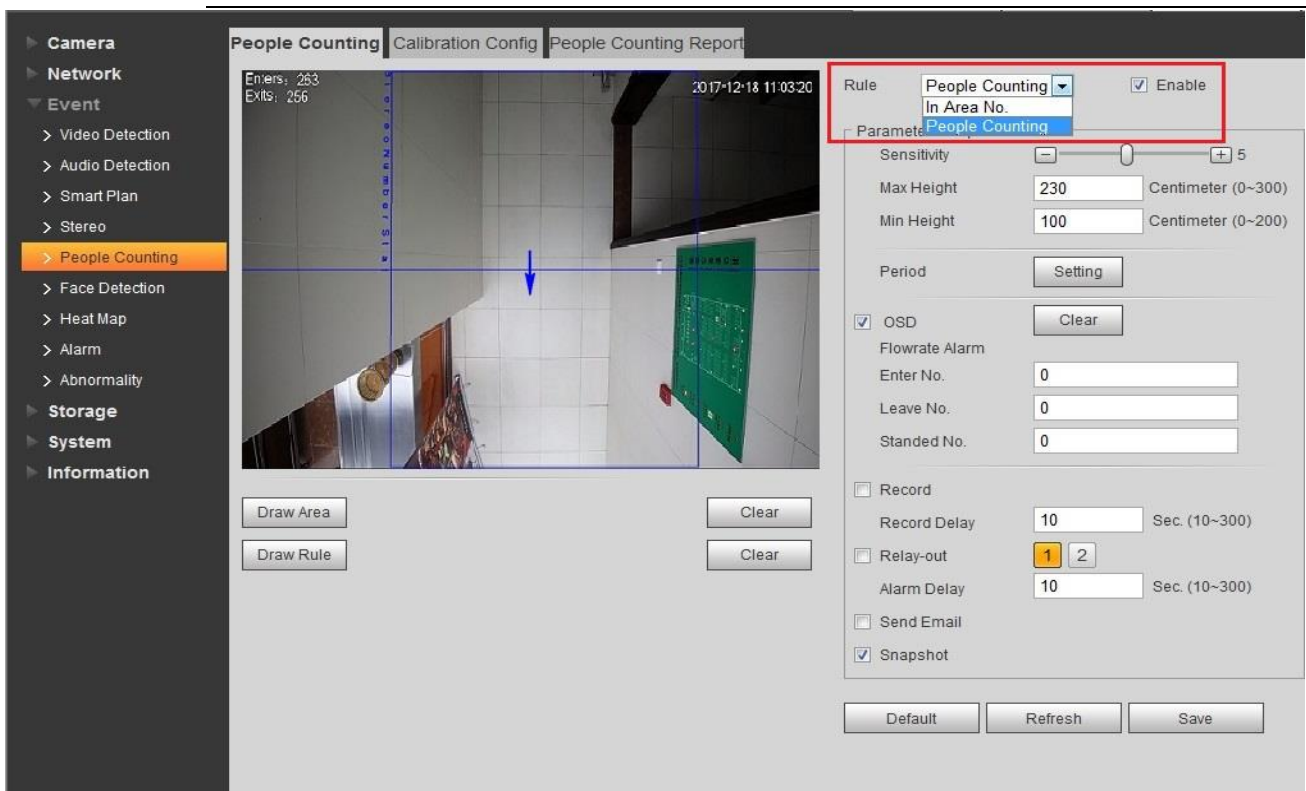 Camera
Network
Event
> Video Detection
> Audio Detection
> Smart Plan
> Stereo
> People Counting
> Face Detection
> Heat Map
> Alarm
> Abnormality
Storage
System
Information
People Counting Calibration Config People Counting Report
Enters: 263
Exits: 256
2017-12-18 11:03:20
StereoNumberSta
Draw Area Clear
Draw Rule Clear
Rule People Counting Enable
In Area No.
People Counting
Sensitivity - + 5
Max Height 230 Centimeter (0~300)
Min Height 100 Centimeter (0~200)
Period Setting
OSD Clear
Flowrate Alarm
Enter No. 0
Leave No. 0
Standed No. 0
Record
Record Delay 10 Sec. (10~300)
Relay-out 1 2
Alarm Delay 10 Sec. (10~300)
Send Email
Snapshot
Default Refresh Save